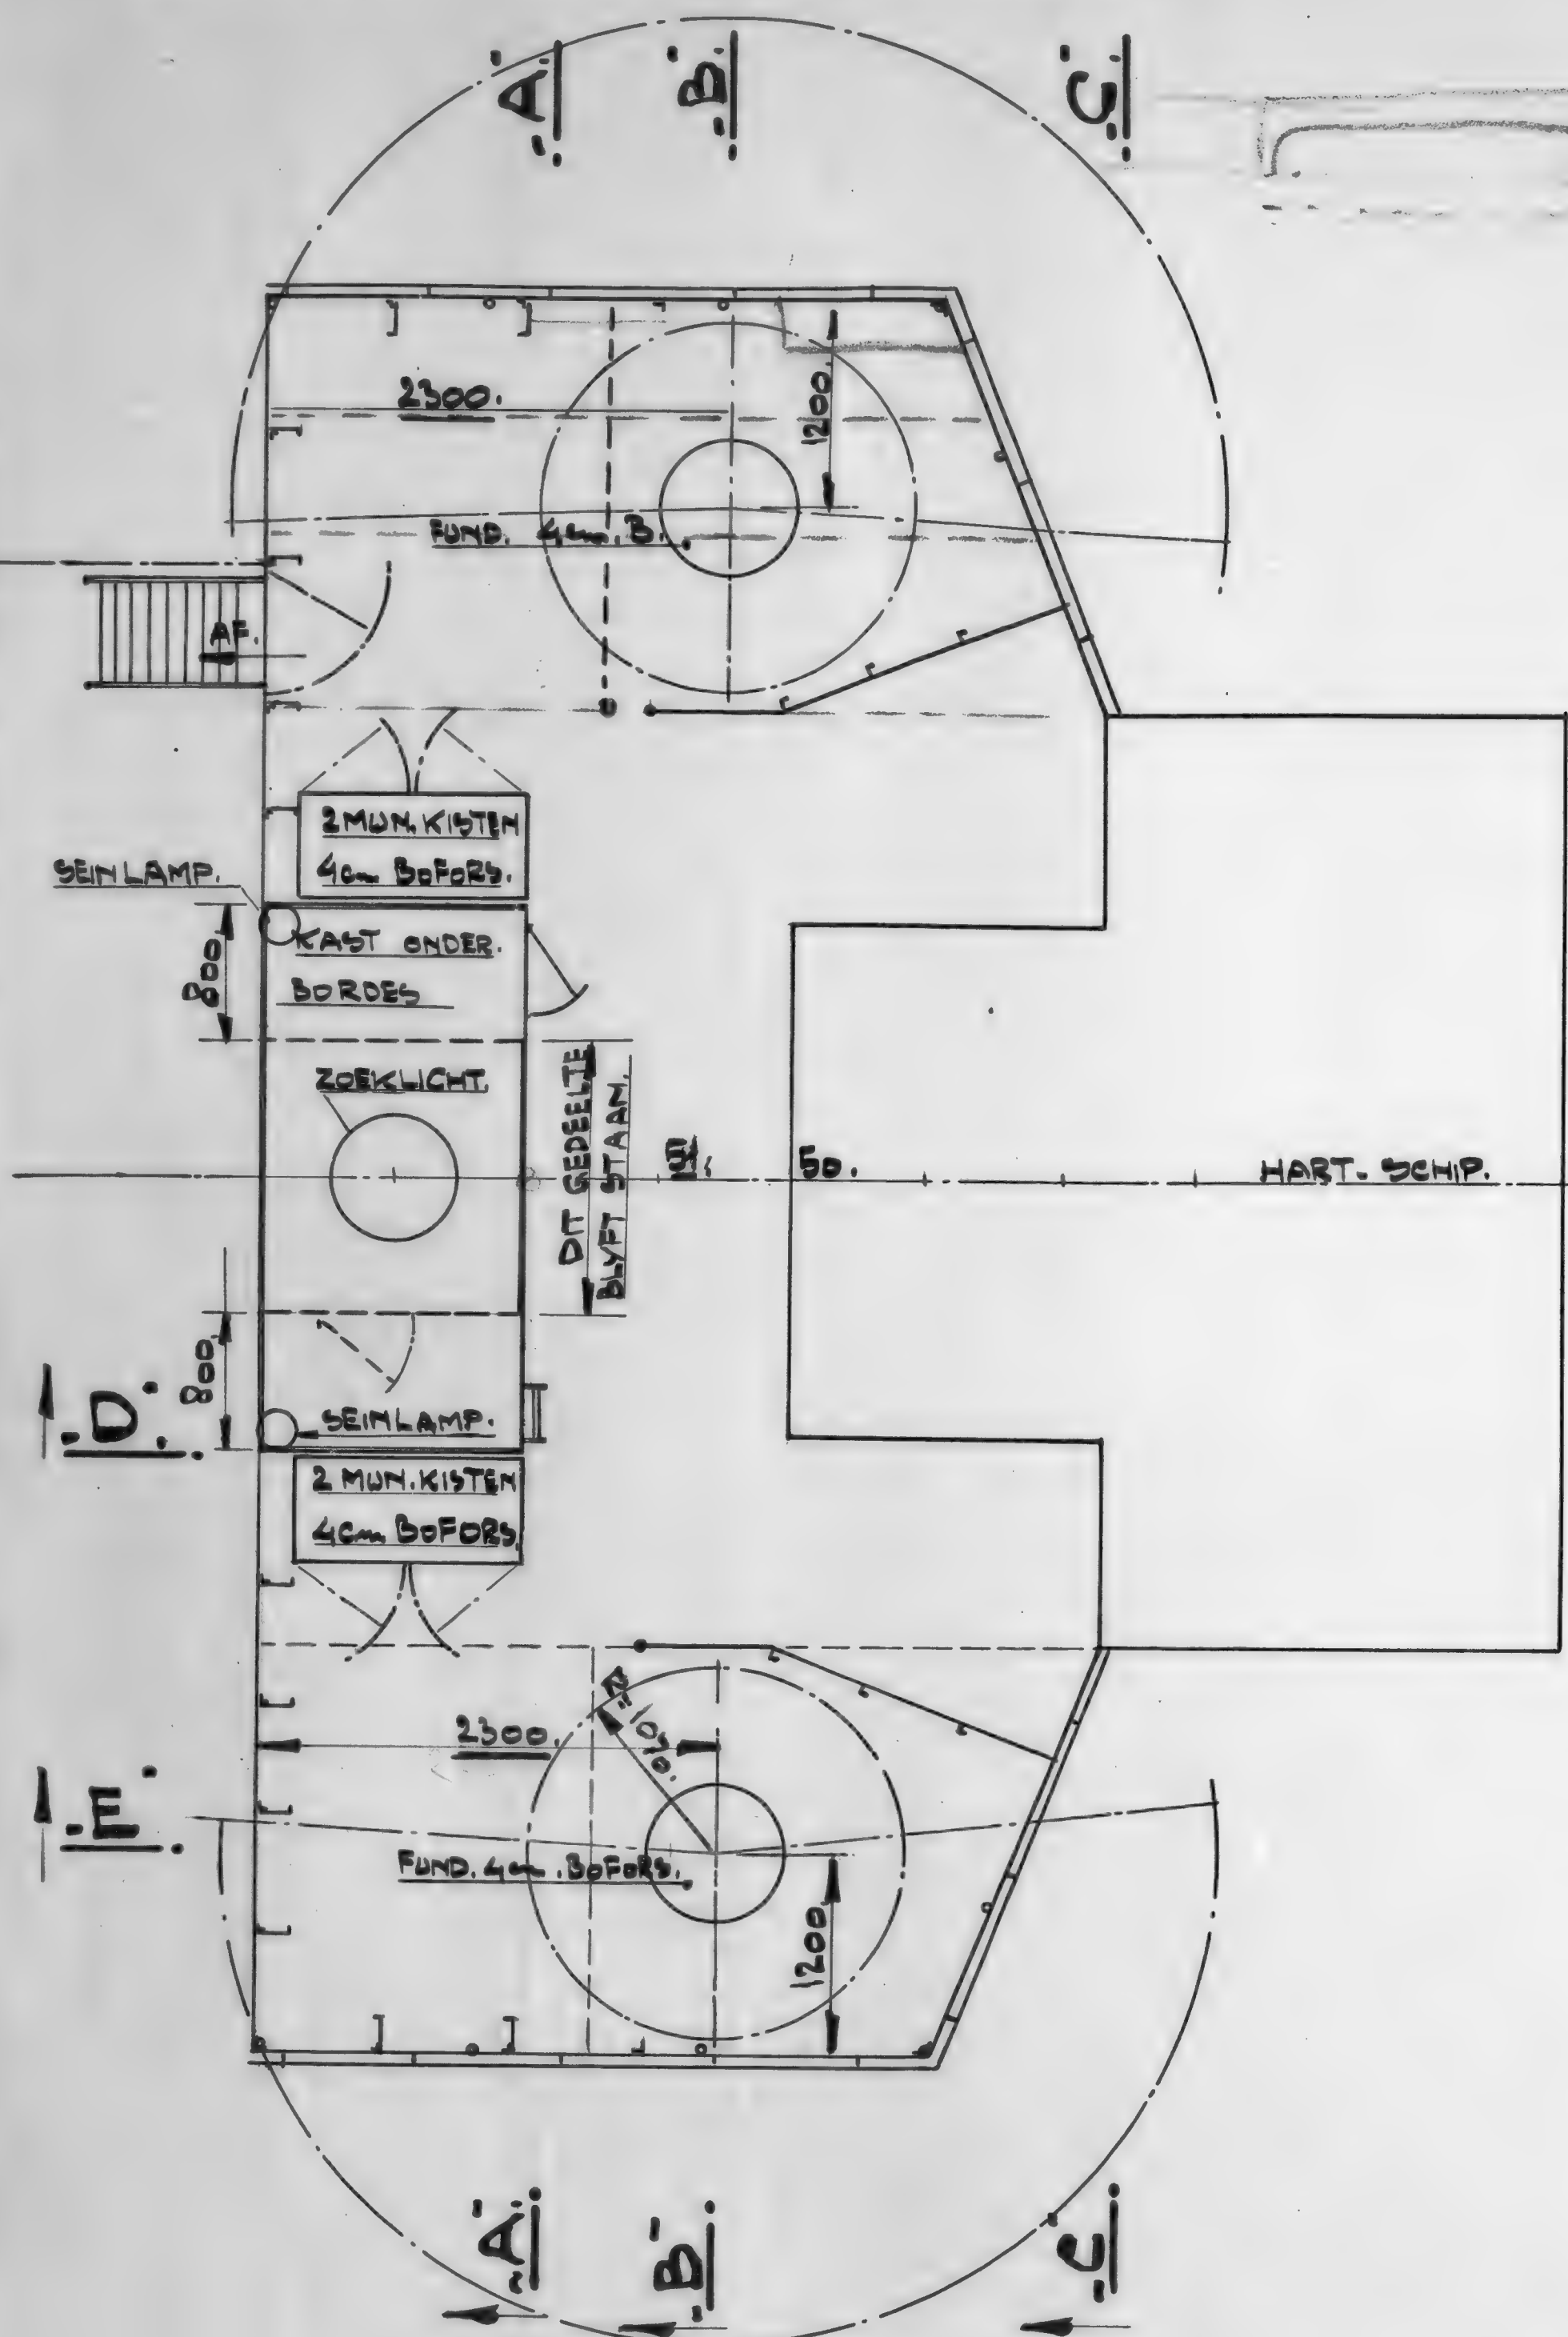 "A"
"B"
"C"
2300.
1200.
FUND. 4cm. B.
AF.
2 MUN. KISTEN
4cm BOFORS.
SEINLAMP.
800.
KAST ONDER.
BORDES
ZOEKLICHT.
DIT GEDEELTE
BLYFT STAAN.
51.
50.
HART-SCHIP.
800.
"D".
SEINLAMP.
2 MUN. KISTEN
4cm BOFORS.
2300.
R=1070.
"E".
FUND. 4cm. BOFORS.
1200.
"A".
"B".
"C".